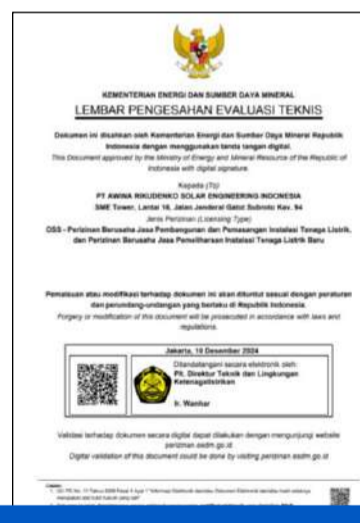 KEMENTERIAN ENERGI DAN SUMBER DAYA MINERAL
LEMBAR PENGESAHAN EVALUASI TEKNIS
Dokumen ini disahkan oleh Kementerian Energi dan Sumber Daya Mineral Republik
Indonesia dengan menggunakan tanda tangan digital.
This Document approved by the Ministry of Energy and Mineral Resource of the Republic of
Indonesia with digital signature.
Kepada (To)
PT AWINA RIKUDENKO SOLAR ENGINEERING INDONESIA
SME Tower, Lantai 16, Jalan Jenderal Gatot Subroto Kav. 94
Jenis Perizinan (Licensing Type)
OSS - Perizinan Berusaha Jasa Pembangunan dan Pemasangan Instalasi Tenaga Listrik,
dan Perizinan Berusaha Jasa Pemeliharaan Instalasi Tenaga Listrik Baru
Pemalsuan atau modifikasi terhadap dokumen ini akan dituntut sesuai dengan peraturan
dan perundang-undangan yang berlaku di Republik Indonesia.
Forgery or modification of this document will be prosecuted in accordance with laws and
regulations.
Jakarta, 10 Desember 2024
Ditandatangani secara elektronik oleh:
Plt. Direktur Teknik dan Lingkungan
Ketenagalistrikan
Ir. Wanhar
Validasi terhadap dokumen secara digital dapat dilakukan dengan mengunjungi website
perizinan.esdm.go.id
Digital validation of this document could be done by visiting perizinan.esdm.go.id